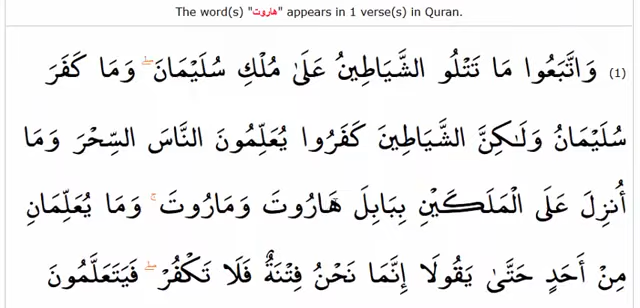 The word(s) "هاروت" appears in 1 verse(s) in Quran.
(1) وَاتَّبَعُوا مَا تَتْلُو الشَّيَاطِينُ عَلَىٰ مُلْكِ سُلَيْمَانَ ۖ وَمَا كَفَرَ
سُلَيْمَانُ وَلَٰكِنَّ الشَّيَاطِينَ كَفَرُوا يُعَلِّمُونَ النَّاسَ السِّحْرَ وَمَا
أُنزِلَ عَلَى الْمَلَكَيْنِ بِبَابِلَ هَارُوتَ وَمَارُوتَ ۚ وَمَا يُعَلِّمَانِ
مِنْ أَحَدٍ حَتَّىٰ يَقُولَا إِنَّمَا نَحْنُ فِتْنَةٌ فَلَا تَكْفُرْ ۖ فَيَتَعَلَّمُونَ